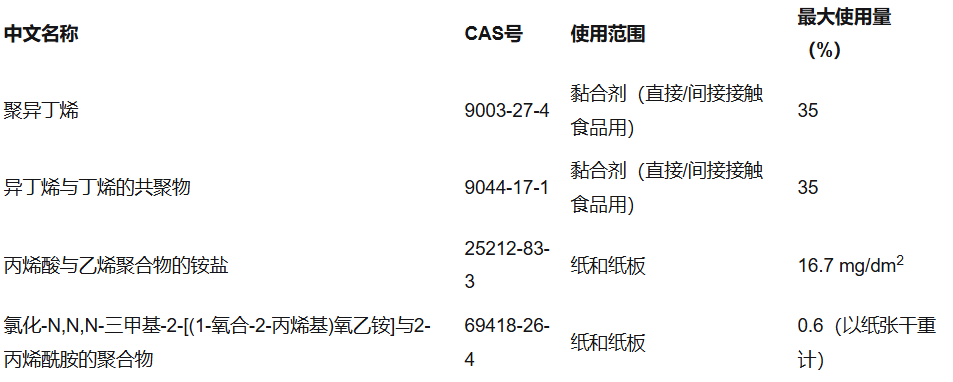 中文名称 CAS号 使用范围 最大使用量
（%）
聚异丁烯 9003-27-4 黏合剂（直接/间接接触
食品用） 35
异丁烯与丁烯的共聚物 9044-17-1 黏合剂（直接/间接接触
食品用） 35
丙烯酸与乙烯聚合物的铵盐 25212-83-
3 纸和纸板 16.7 mg/dm²
氯化-N,N,N-三甲基-2-[(1-氧合-2-丙烯基)氧乙铵]与2-
丙烯酰胺的聚合物 69418-26-
4 纸和纸板 0.6（以纸张干重
计）